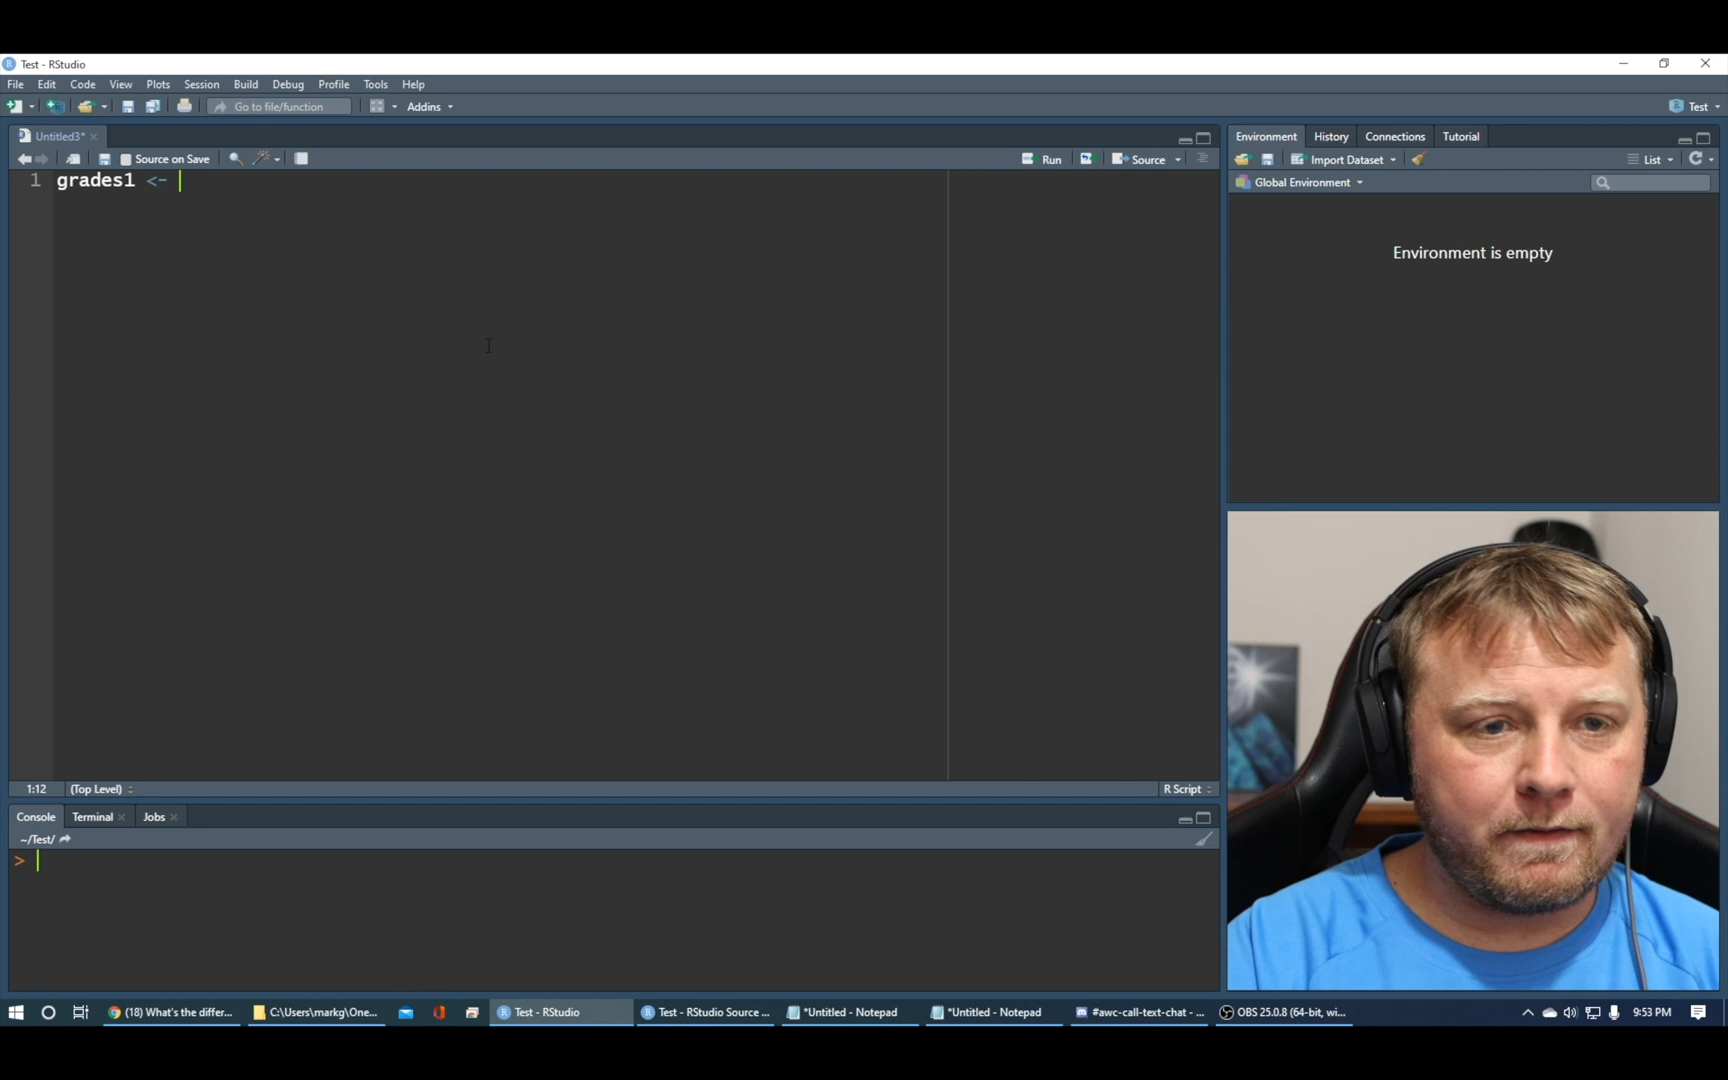 Test - RStudio
File Edit Code View Plots Session Build Debug Profile Tools Help
Go to file/function
Addins
Test
Untitled3*
Source on Save
Run
Source
1 grades1 <-
1:12 (Top Level)
R Script
Console Terminal Jobs
~/Test/
>
Environment History Connections Tutorial
Import Dataset
List
Global Environment
Environment is empty
(18) What's the differ...
C:\Users\markg\One...
Test - RStudio
Test - RStudio Source ...
*Untitled - Notepad
*Untitled - Notepad
#awc-call-text-chat - ...
OBS 25.0.8 (64-bit, wi...
9:53 PM